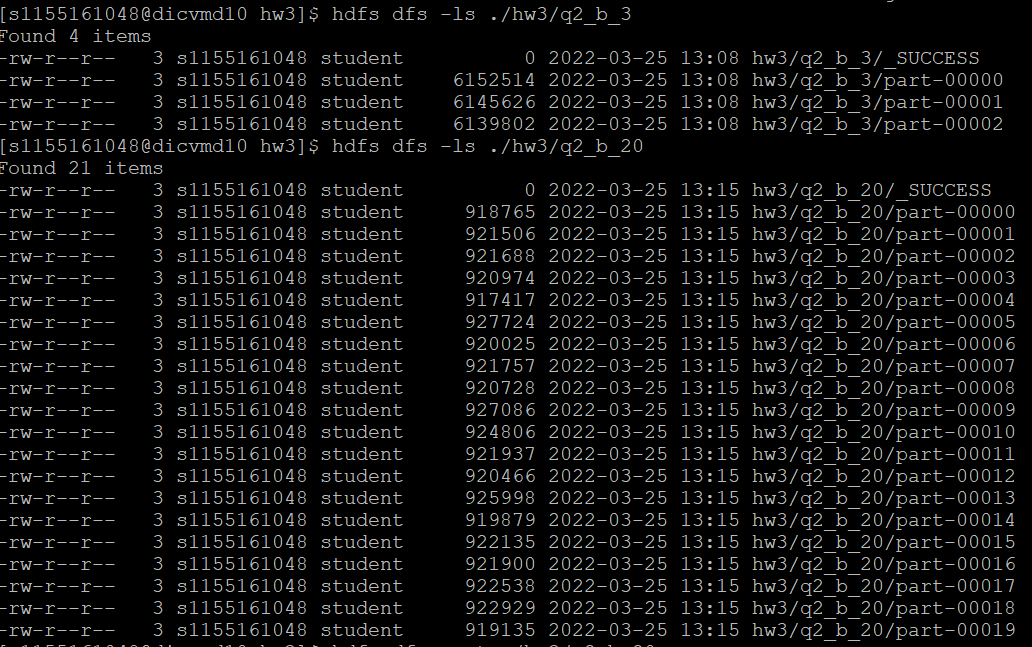 [s1155161048@dicvmd10 hw3]$ hdfs dfs -ls ./hw3/q2_b_3
Found 4 items
-rw-r--r--   3 s1155161048 student          0 2022-03-25 13:08 hw3/q2_b_3/_SUCCESS
-rw-r--r--   3 s1155161048 student    6152514 2022-03-25 13:08 hw3/q2_b_3/part-00000
-rw-r--r--   3 s1155161048 student    6145626 2022-03-25 13:08 hw3/q2_b_3/part-00001
-rw-r--r--   3 s1155161048 student    6139802 2022-03-25 13:08 hw3/q2_b_3/part-00002
[s1155161048@dicvmd10 hw3]$ hdfs dfs -ls ./hw3/q2_b_20
Found 21 items
-rw-r--r--   3 s1155161048 student          0 2022-03-25 13:15 hw3/q2_b_20/_SUCCESS
-rw-r--r--   3 s1155161048 student     918765 2022-03-25 13:15 hw3/q2_b_20/part-00000
-rw-r--r--   3 s1155161048 student     921506 2022-03-25 13:15 hw3/q2_b_20/part-00001
-rw-r--r--   3 s1155161048 student     921688 2022-03-25 13:15 hw3/q2_b_20/part-00002
-rw-r--r--   3 s1155161048 student     920974 2022-03-25 13:15 hw3/q2_b_20/part-00003
-rw-r--r--   3 s1155161048 student     917417 2022-03-25 13:15 hw3/q2_b_20/part-00004
-rw-r--r--   3 s1155161048 student     927724 2022-03-25 13:15 hw3/q2_b_20/part-00005
-rw-r--r--   3 s1155161048 student     920025 2022-03-25 13:15 hw3/q2_b_20/part-00006
-rw-r--r--   3 s1155161048 student     921757 2022-03-25 13:15 hw3/q2_b_20/part-00007
-rw-r--r--   3 s1155161048 student     920728 2022-03-25 13:15 hw3/q2_b_20/part-00008
-rw-r--r--   3 s1155161048 student     927086 2022-03-25 13:15 hw3/q2_b_20/part-00009
-rw-r--r--   3 s1155161048 student     924806 2022-03-25 13:15 hw3/q2_b_20/part-00010
-rw-r--r--   3 s1155161048 student     921937 2022-03-25 13:15 hw3/q2_b_20/part-00011
-rw-r--r--   3 s1155161048 student     920466 2022-03-25 13:15 hw3/q2_b_20/part-00012
-rw-r--r--   3 s1155161048 student     925998 2022-03-25 13:15 hw3/q2_b_20/part-00013
-rw-r--r--   3 s1155161048 student     919879 2022-03-25 13:15 hw3/q2_b_20/part-00014
-rw-r--r--   3 s1155161048 student     922135 2022-03-25 13:15 hw3/q2_b_20/part-00015
-rw-r--r--   3 s1155161048 student     921900 2022-03-25 13:15 hw3/q2_b_20/part-00016
-rw-r--r--   3 s1155161048 student     922538 2022-03-25 13:15 hw3/q2_b_20/part-00017
-rw-r--r--   3 s1155161048 student     922929 2022-03-25 13:15 hw3/q2_b_20/part-00018
-rw-r--r--   3 s1155161048 student     919135 2022-03-25 13:15 hw3/q2_b_20/part-00019